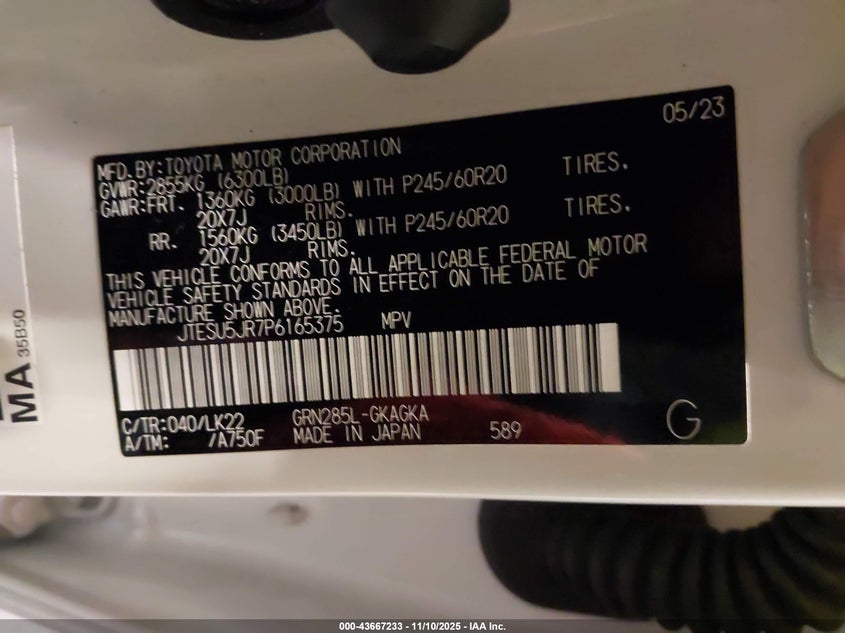 05/23
MFD.BY:TOYOTA MOTOR CORPORATION
GVWR:2855KG (6300LB)
GAWR:FRT. 1360KG (3000LB) WITH P245/60R20 TIRES.
20X7J RIMS.
RR. 1560KG (3450LB) WITH P245/60R20 TIRES.
20X7J RIMS.
THIS VEHICLE CONFORMS TO ALL APPLICABLE FEDERAL MOTOR
VEHICLE SAFETY STANDARDS IN EFFECT ON THE DATE OF
MANUFACTURE SHOWN ABOVE.
JTESU5JR7P6165375 MPV
C/TR:040/LK22 GRN285L-GKAGKA
A/TM: /A750F MADE IN JAPAN 589
G
MA 35B50
000-43667233 - 11/10/2025 - IAA Inc.